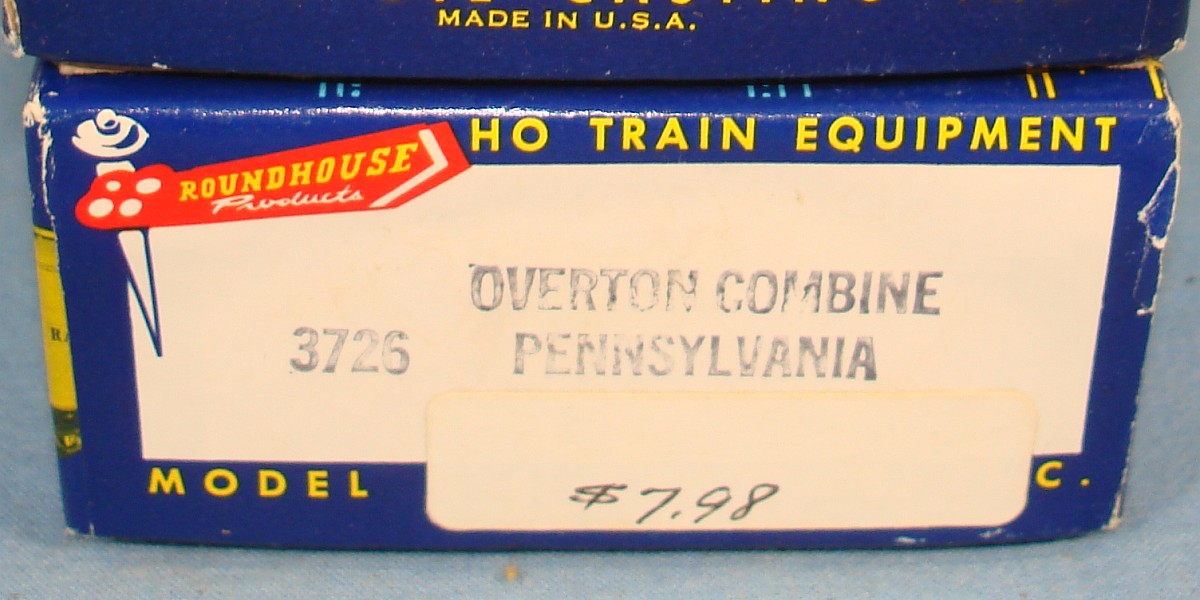 MADE IN U.S.A.
HO TRAIN EQUIPMENT
ROUNDHOUSE
Products
OVERTON COMBINE
3726 PENNSYLVANIA
MODEL C.
$7.98